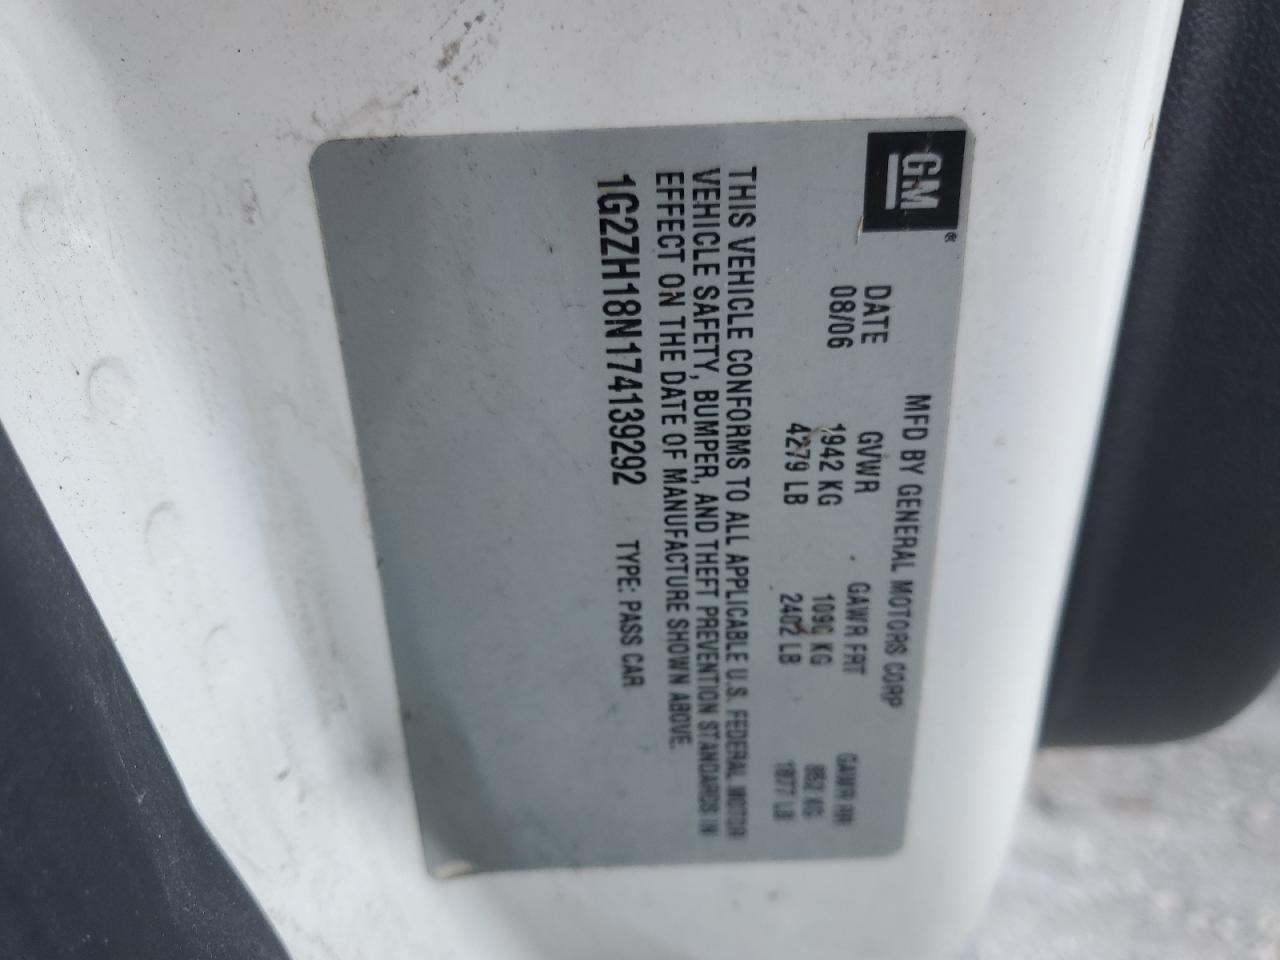 GM®
MFD BY GENERAL MOTORS CORP
DATE GVWR GAWR FRT GAWR RR
08/06 1942 KG 1090 KG 852 KG
4279 LB 2402 LB 1877 LB
THIS VEHICLE CONFORMS TO ALL APPLICABLE U.S. FEDERAL MOTOR
VEHICLE SAFETY, BUMPER, AND THEFT PREVENTION STANDARDS IN
EFFECT ON THE DATE OF MANUFACTURE SHOWN ABOVE.
1G2ZH18N174139292 TYPE: PASS CAR